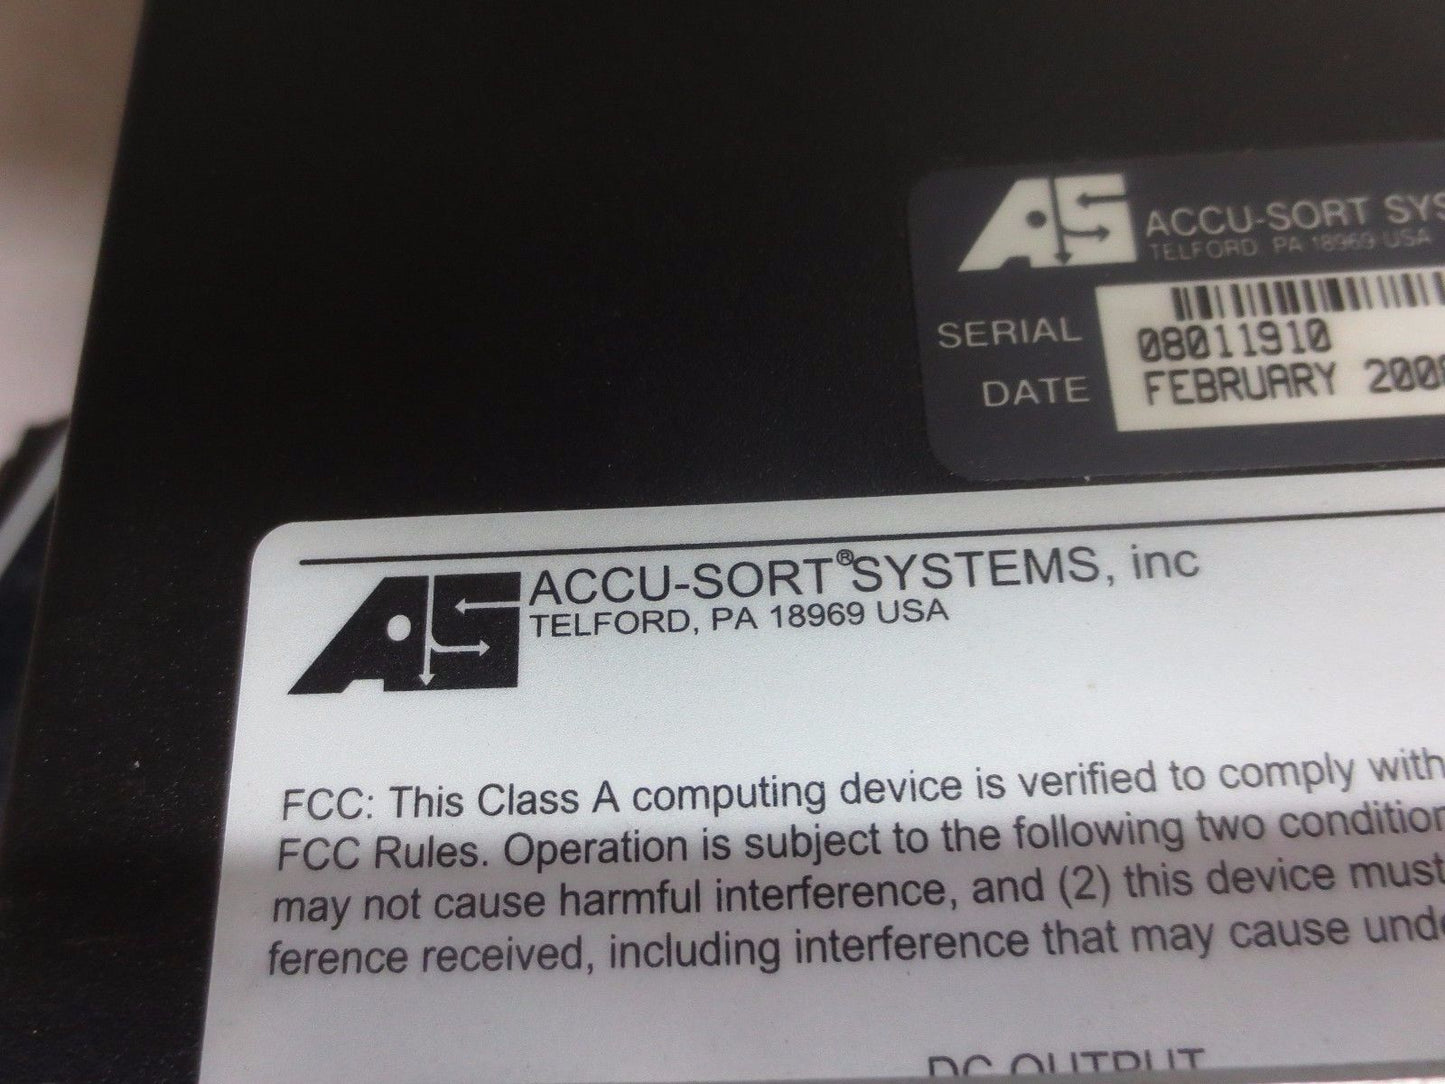 AS ACCU-SORT SYS
TELFORD, PA 18969 USA
SERIAL 08011910
DATE FEBRUARY 200
AS ACCU-SORT® SYSTEMS, inc
TELFORD, PA 18969 USA
FCC: This Class A computing device is verified to comply with
FCC Rules. Operation is subject to the following two condition
may not cause harmful interference, and (2) this device must
ference received, including interference that may cause und
DC OUTPUT